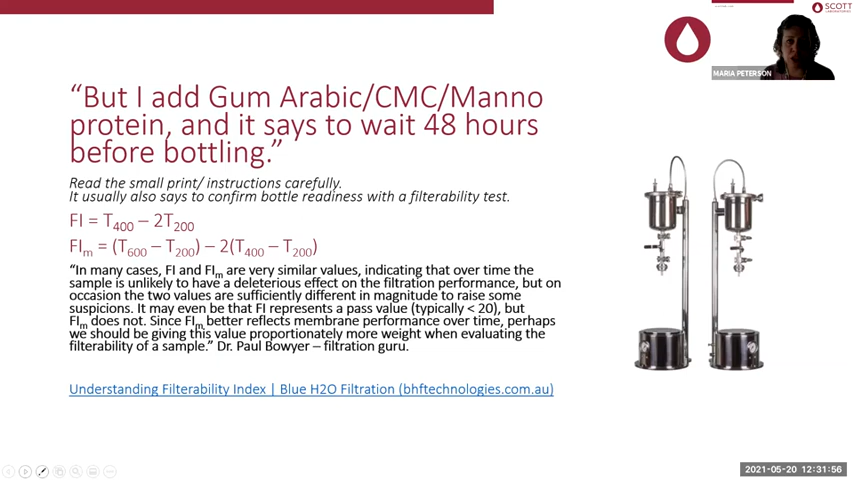 SCOTT
LABORATORIES
MARIA PETERSON
“But I add Gum Arabic/CMC/Manno
protein, and it says to wait 48 hours
before bottling.”
Read the small print/ instructions carefully.
It usually also says to confirm bottle readiness with a filterability test.
FI = T400 – 2T200
FIm = (T600 – T200) – 2(T400 – T200)
“In many cases, FI and FIm are very similar values, indicating that over time the
sample is unlikely to have a deleterious effect on the filtration performance, but on
occasion the two values are sufficiently different in magnitude to raise some
suspicions. It may even be that FI represents a pass value (typically < 20), but
FIm does not. Since FIm better reflects membrane performance over time, perhaps
we should be giving this value proportionately more weight when evaluating the
filterability of a sample.” Dr. Paul Bowyer – filtration guru.
Understanding Filterability Index | Blue H2O Filtration (bhftechnologies.com.au)
2021-05-20 12:31:56